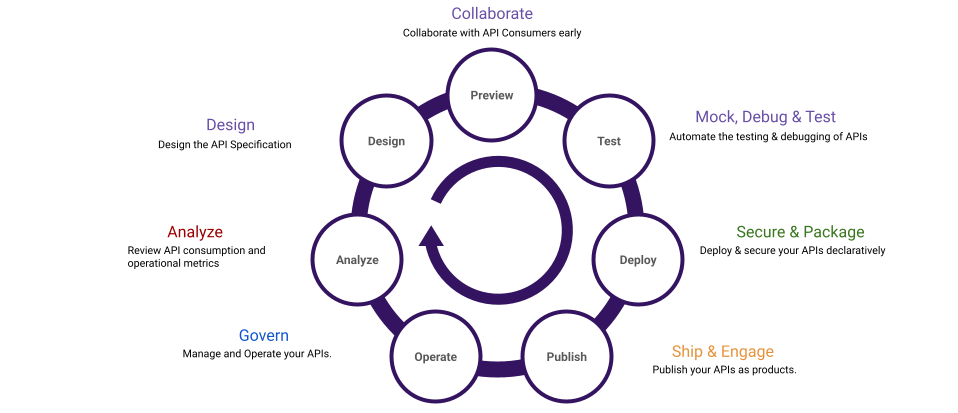 Collaborate
Collaborate with API Consumers early
Preview
Design
Design the API Specification
Design
Test
Mock, Debug & Test
Automate the testing & debugging of APIs
Analyze
Review API consumption and
operational metrics
Analyze
Deploy
Secure & Package
Deploy & secure your APIs declaratively
Govern
Manage and Operate your APIs.
Operate
Publish
Ship & Engage
Publish your APIs as products.